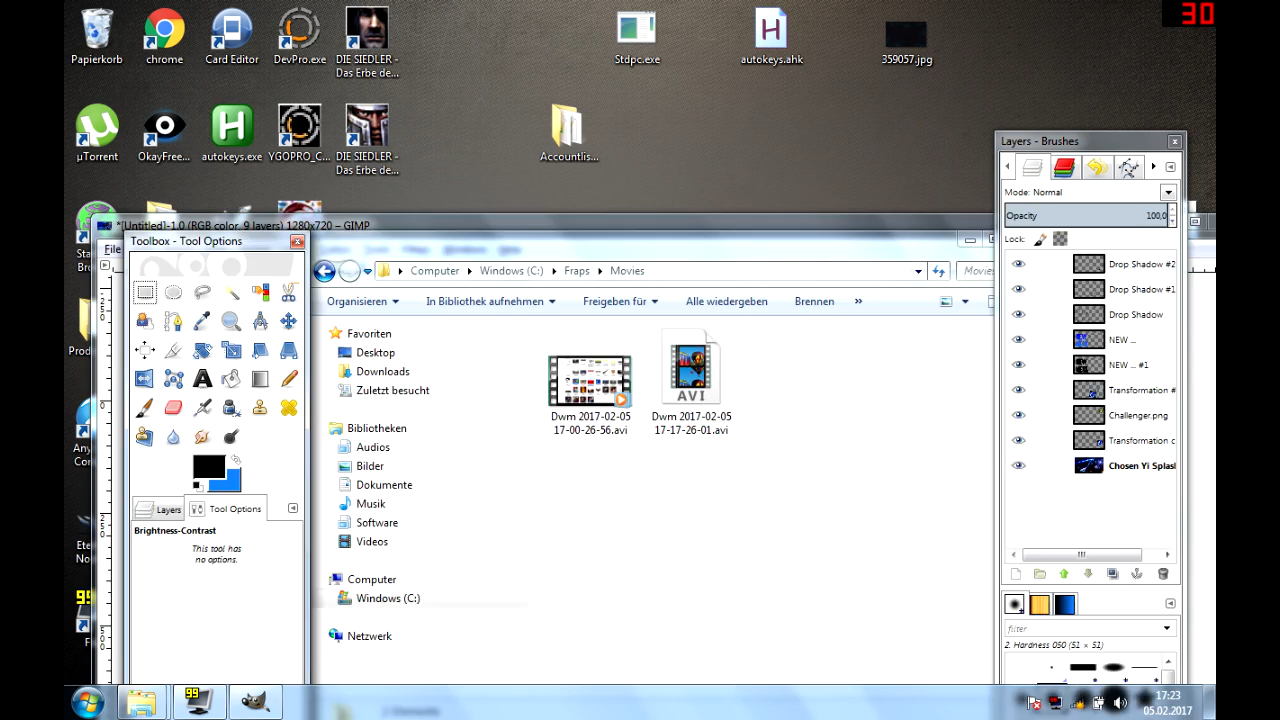 30
Papierkorb
chrome
Card Editor
DevPro.exe
DIE SIEDLER -
Das Erbe de...
Stdpc.exe
autokeys.ahk
359057.jpg
µTorrent
OkayFree...
autokeys.exe
YGOPRO_C...
DIE SIEDLER -
Das Erbe de...
Accountlis...
*[Untitled]-1.0 (RGB color, 9 layers) 1280x720 – GIMP
File
Toolbox - Tool Options
Computer
Windows (C:)
Fraps
Movies
Movies
Organisieren
In Bibliothek aufnehmen
Freigeben für
Alle wiedergeben
Brennen
»
Favoriten
Desktop
Downloads
Zuletzt besucht
Bibliotheken
Audios
Bilder
Dokumente
Musik
Software
Videos
Computer
Windows (C:)
Netzwerk
Dwm 2017-02-05
17-00-26-56.avi
AVI
Dwm 2017-02-05
17-17-26-01.avi
Layers
Tool Options
Brightness-Contrast
This tool has
no options.
Layers - Brushes
Mode: Normal
Opacity
100,0
Lock:
Drop Shadow #2
Drop Shadow #1
Drop Shadow
NEW ...
NEW ... #1
Transformation #
Challenger.png
Transformation c
Chosen Yi Splash
filter
2. Hardness 050 (51 × 51)
99
17:23
05.02.2017